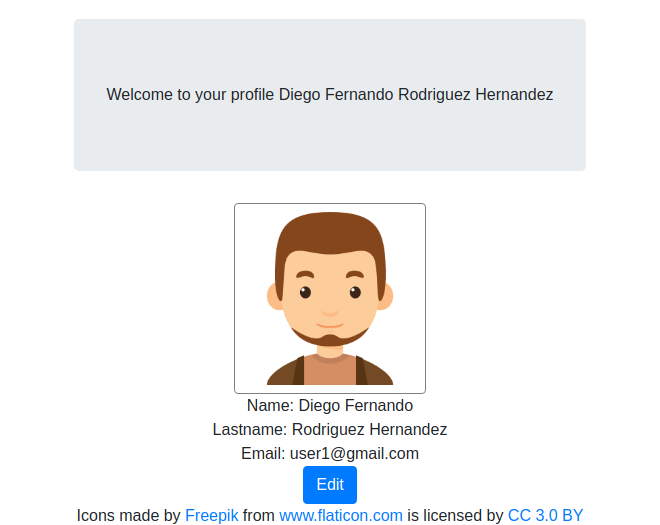 Welcome to your profile Diego Fernando Rodriguez Hernandez
Name: Diego Fernando
Lastname: Rodriguez Hernandez
Email: user1@gmail.com
Edit
Icons made by Freepik from www.flaticon.com is licensed by CC 3.0 BY